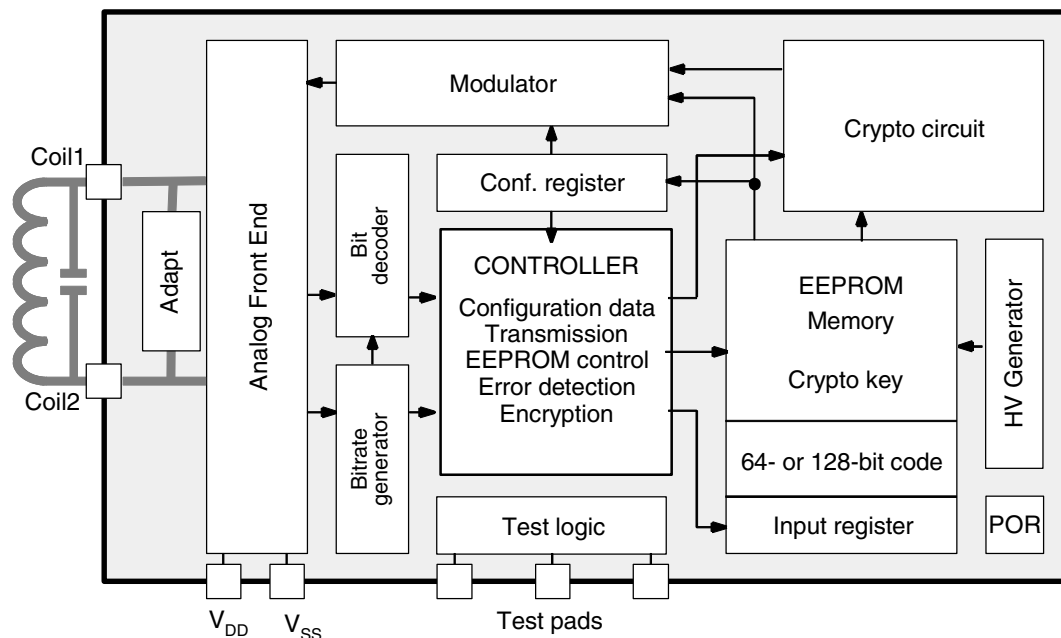 Modulator
Crypto circuit
Coil1
Conf. register
Bit
decoder
Adapt
Analog Front End
CONTROLLER
Configuration data
Transmission
EEPROM control
Error detection
Encryption
EEPROM
Memory
Crypto key
HV Generator
Coil2
Bitrate
generator
64- or 128-bit code
Test logic
Input register
POR
VDD
VSS
Test pads